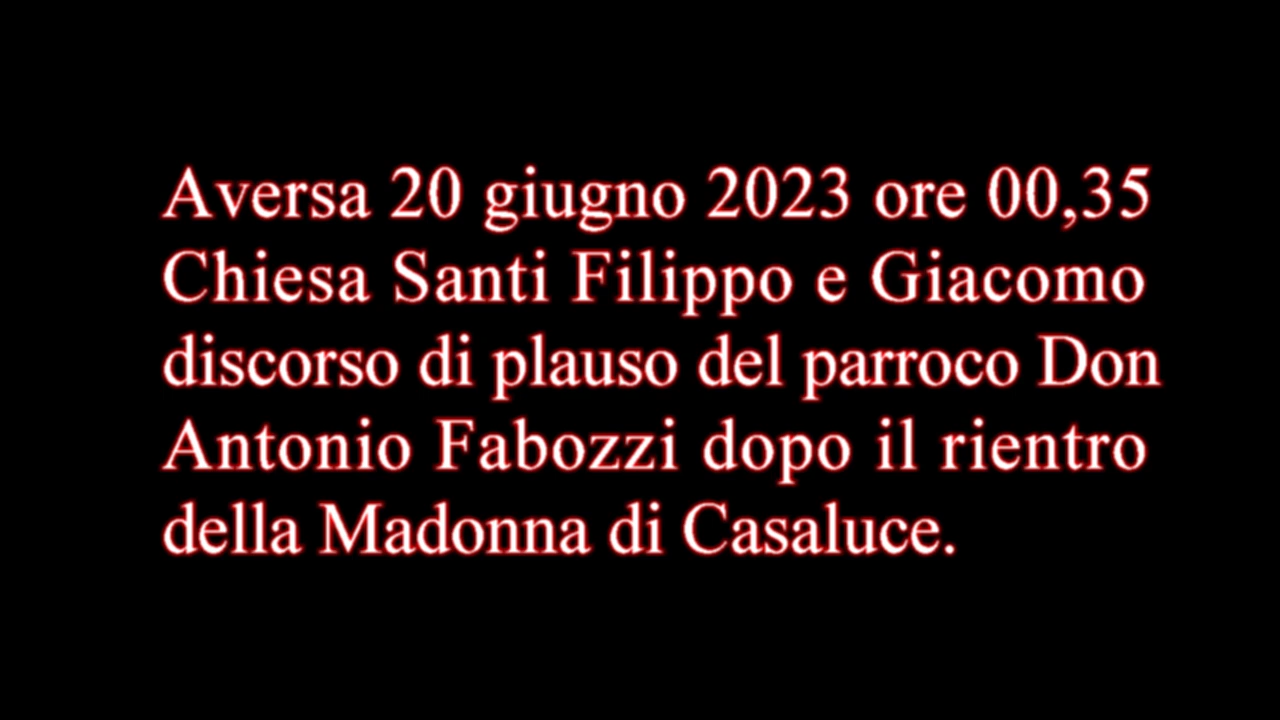 Aversa 20 giugno 2023 ore 00,35
Chiesa Santi Filippo e Giacomo
discorso di plauso del parroco Don
Antonio Fabozzi dopo il rientro
della Madonna di Casaluce.